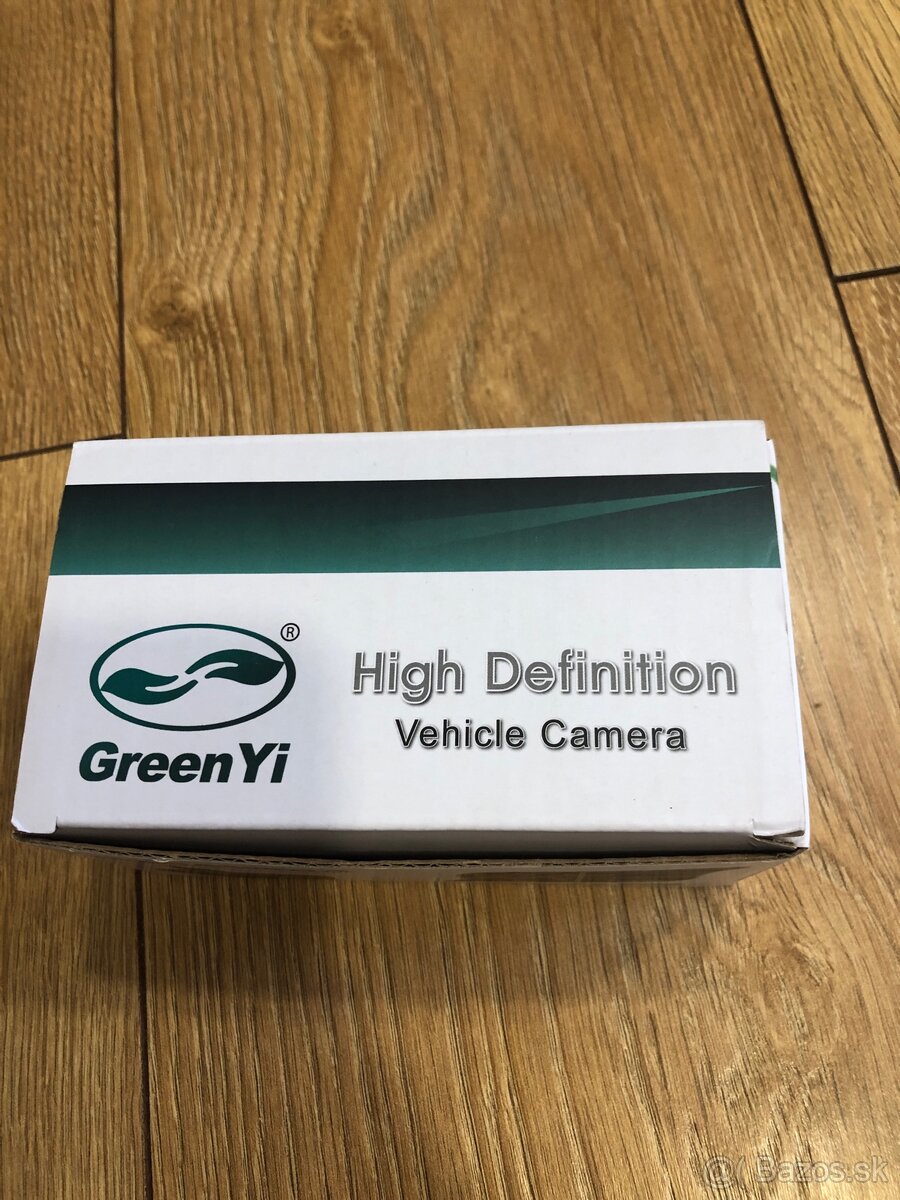 ®
High Definition
GreenYi
Vehicle Camera
@( Bazos.sk